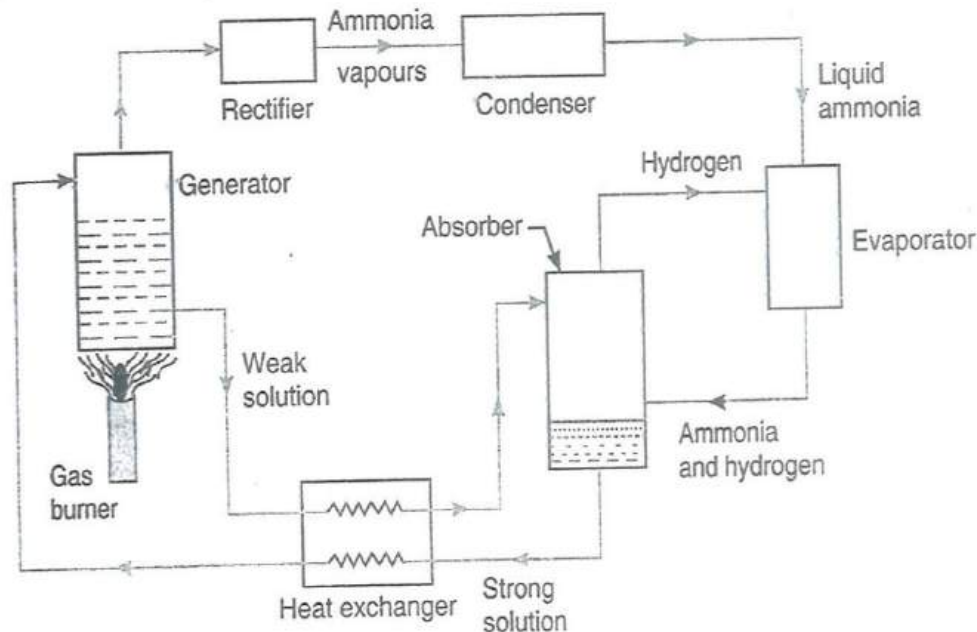 Ammonia
vapours
Rectifier
Condenser
Liquid
ammonia
Generator
Hydrogen
Absorber
Evaporator
Weak
solution
Ammonia
and hydrogen
Gas
burner
Heat exchanger
Strong
solution